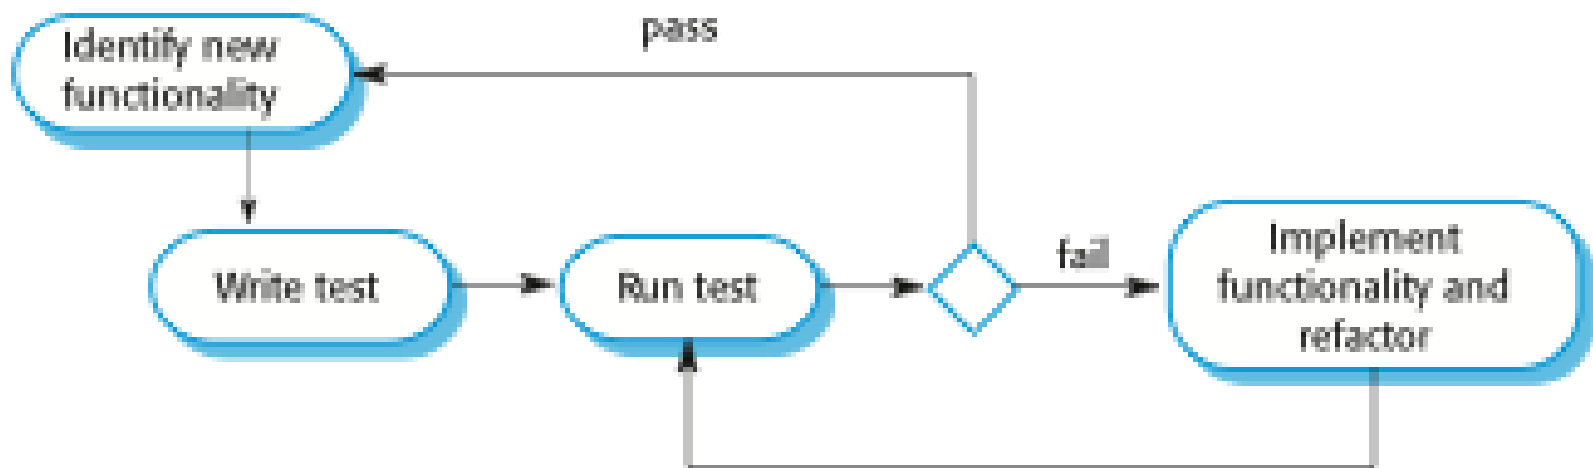 Identify new
functionality
pass
Write test
Run test
fail
Implement
functionality and
refactor